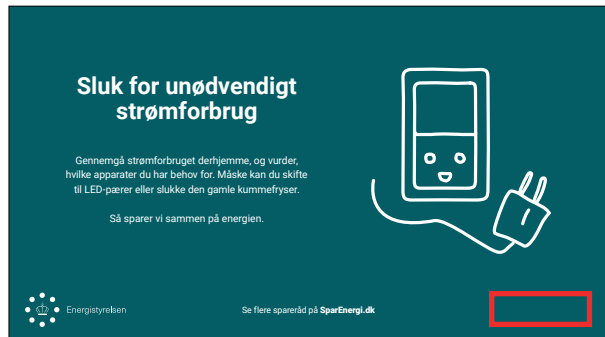 Sluk for unødvendigt
strømforbrug
Gennemgå strømforbruget derhjemme, og vurder,
hvilke apparater du har behov for. Måske kan du skifte
til LED-pærer eller slukke den gamle kummefryser.
Så sparer vi sammen på energien.
Energistyrelsen
Se flere spareråd på SparEnergi.dk